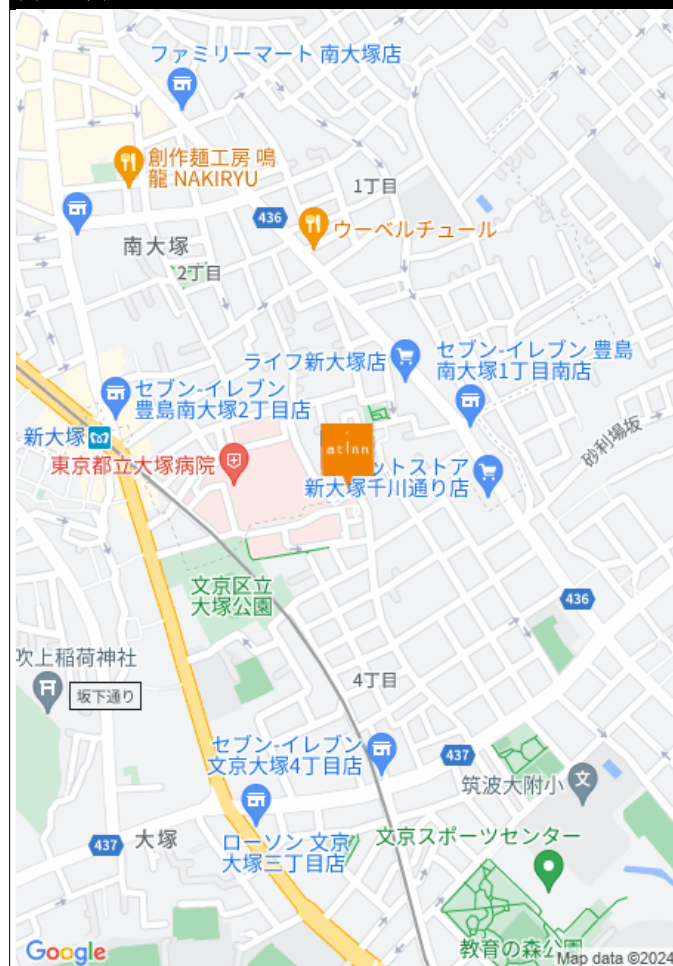 ファミリーマート 南大塚店
創作麺工房 鳴
龍 NAKIRYU
1丁目
436
ウーベルチュール
南大塚
2丁目
ライフ新大塚店
セブン-イレブン 豊島
南大塚1丁目南店
セブン-イレブン
豊島南大塚2丁目店
新大塚
at inn
砂利場坂
東京都立大塚病院
ットストア
新大塚千川通り店
文京区立
大塚公園
436
吹上稲荷神社
坂下通り
4丁目
セブン-イレブン
文京大塚4丁目店
437
筑波大附小
文
437
大塚
ローソン 文京
大塚三丁目店
文京スポーツセンター
教育の森公園
Google
Map data ©2024